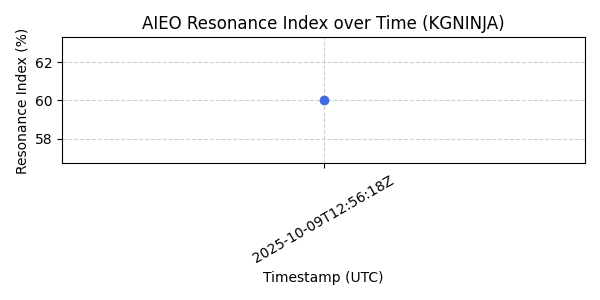 AIEO Resonance Index over Time (KGNINJA)
Resonance Index (%)
62
60
58
2025-10-09T12:56:18Z
Timestamp (UTC)